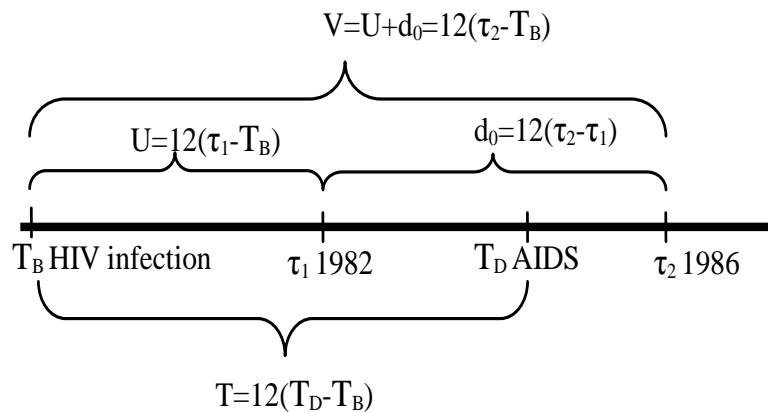 V=U+d₀=12(τ₂-T_B)
U=12(τ₁-T_B)
d₀=12(τ₂-τ₁)
T_B HIV infection
τ₁ 1982
T_D AIDS
τ₂ 1986
T=12(T_D-T_B)